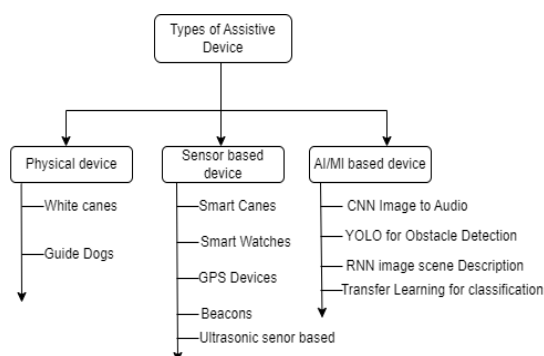 Types of Assistive
Device
Physical device
White canes
Guide Dogs
Sensor based
device
Smart Canes
Smart Watches
GPS Devices
Beacons
Ultrasonic senor based
AI/MI based device
CNN Image to Audio
YOLO for Obstacle Detection
RNN image scene Description
Transfer Learning for classification